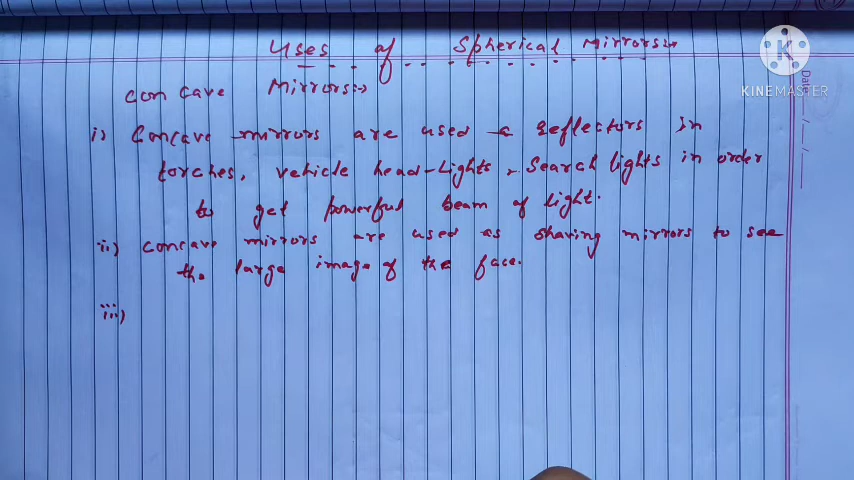 Uses of Spherical Mirrors:→
Concave Mirrors:→
i) Concave mirrors are used a reflectors in
torches, vehicle head-lights, Search lights in order
to get powerful beam of light.
ii) concave mirrors are used as shaving mirrors to see
the large image of the face.
iii)
KINEMASTER
Date